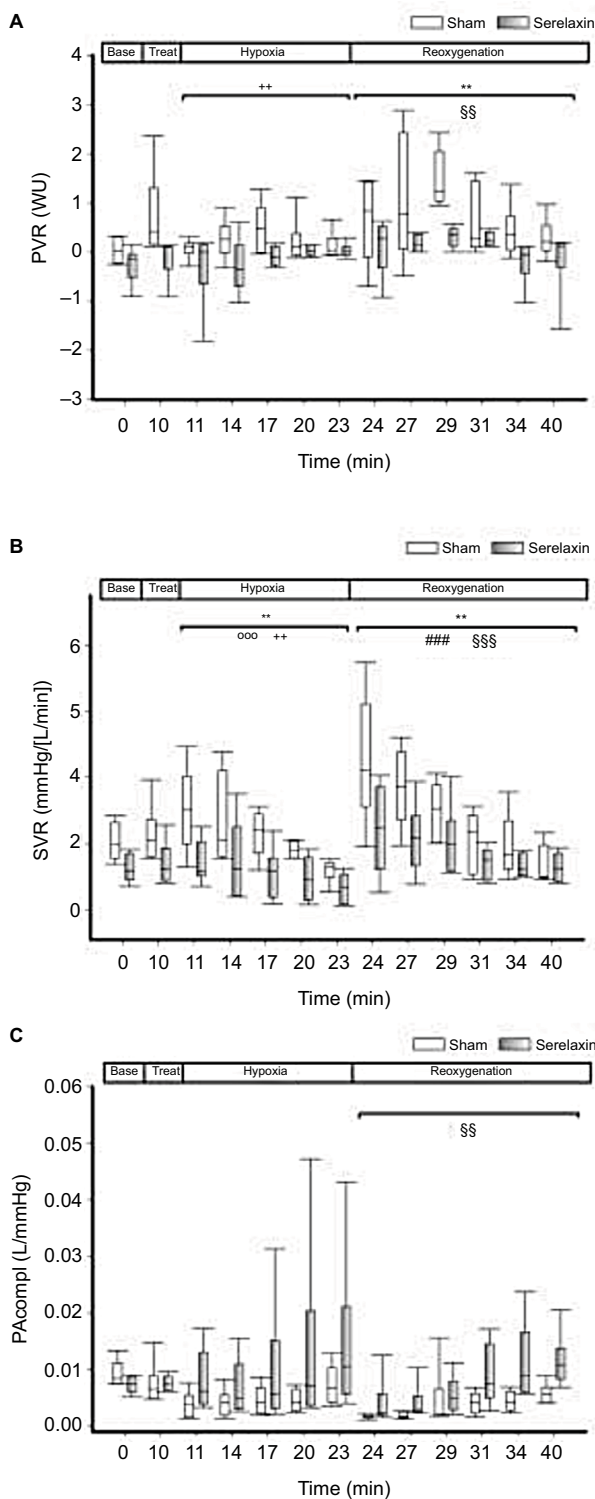 A
Sham Serelaxin
Base Treat Hypoxia Reoxygenation
4
++ **
3
§§
2
1
0
–1
–2
–3
PVR (WU)
0 10 11 14 17 20 23 24 27 29 31 34 40
Time (min)
B
Sham Serelaxin
Base Treat Hypoxia Reoxygenation
** **
ooo ++ ### §§§
6
5
4
2
0
SVR (mmHg/[L/min])
0 10 11 14 17 20 23 24 27 29 31 34 40
Time (min)
C
Sham Serelaxin
Base Treat Hypoxia Reoxygenation
0.06
§§
0.05
0.04
0.03
0.02
0.01
0.00
PAcompl (L/mmHg)
0 10 11 14 17 20 23 24 27 29 31 34 40
Time (min)